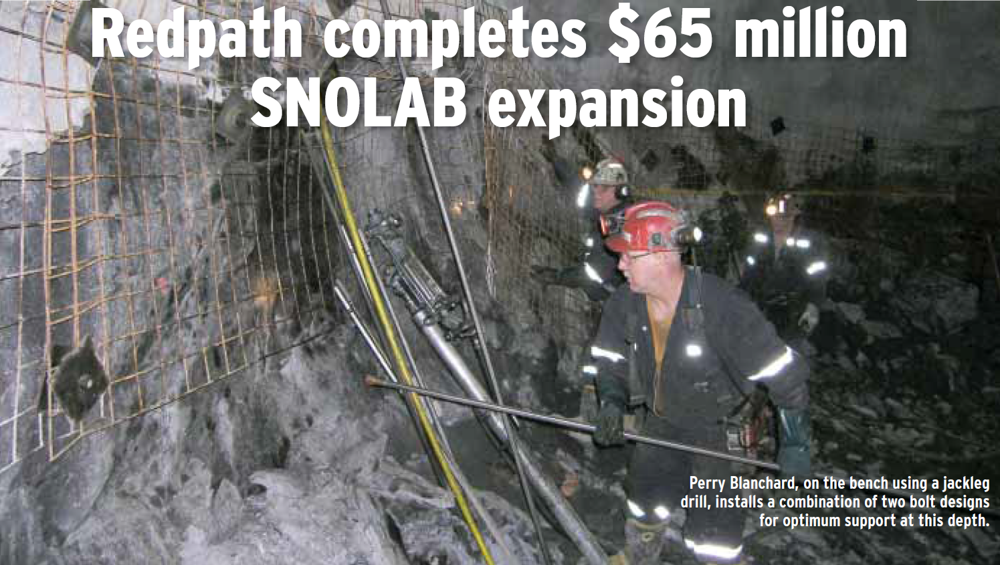 Redpath completes $65 million
SNOLAB expansion
Perry Blanchard, on the bench using a jackleg
drill, installs a combination of two bolt designs
for optimum support at this depth.